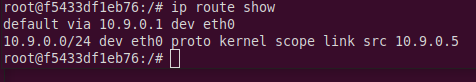 root@f5433df1eb76:/# ip route show
default via 10.9.0.1 dev eth0
10.9.0.0/24 dev eth0 proto kernel scope link src 10.9.0.5
root@f5433df1eb76:/#